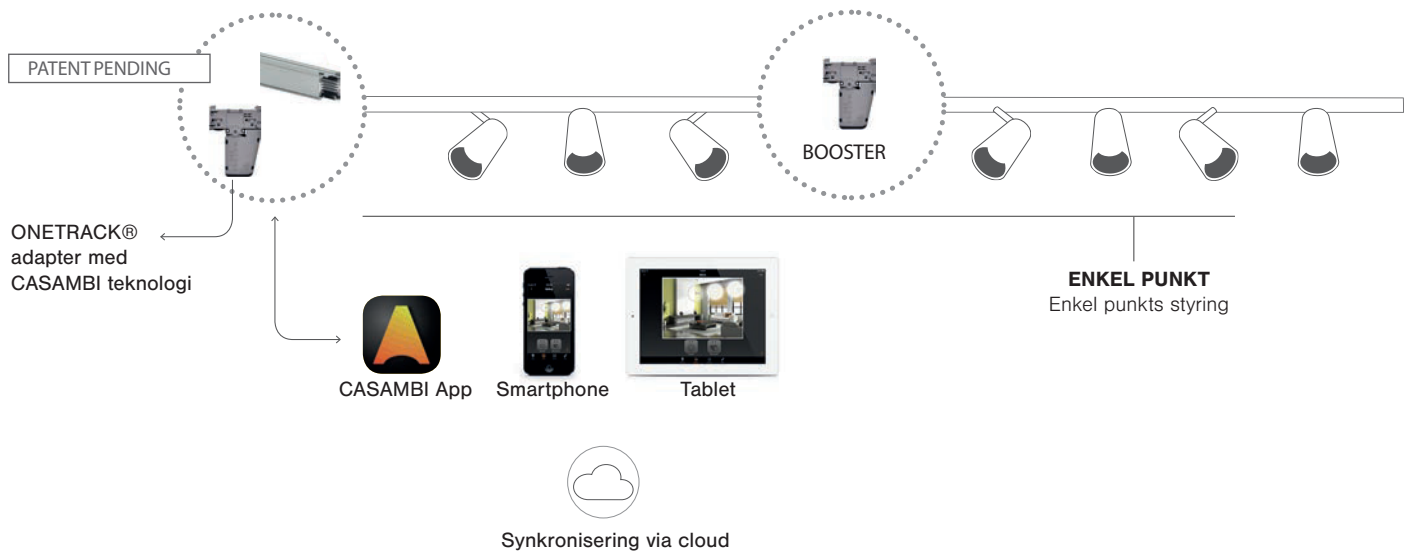 PATENT PENDING
BOOSTER
ONETRACK®
adapter med
CASAMBI teknologi
ENKEL PUNKT
Enkel punkts styring
CASAMBI App
Smartphone
Tablet
Synkronisering via cloud